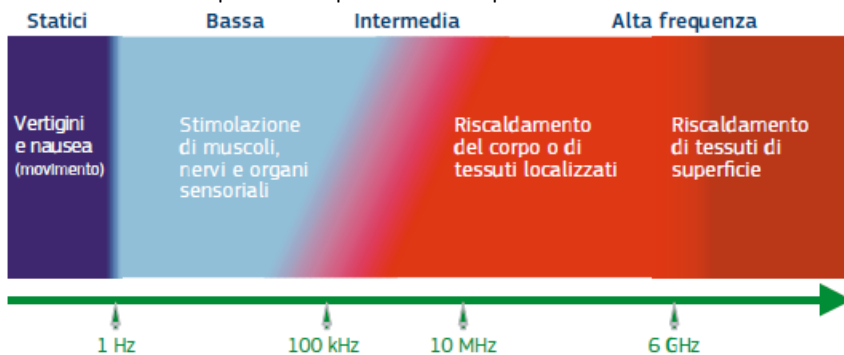 Statici Bassa Intermedia Alta frequenza
Vertigini
e nausea
(movimento)
Stimolazione
di muscoli,
nervi e organi
sensoriali
Riscaldamento
del corpo o di
tessuti localizzati
Riscaldamento
di tessuti di
superficie
1 Hz 100 kHz 10 MHz 6 GHz